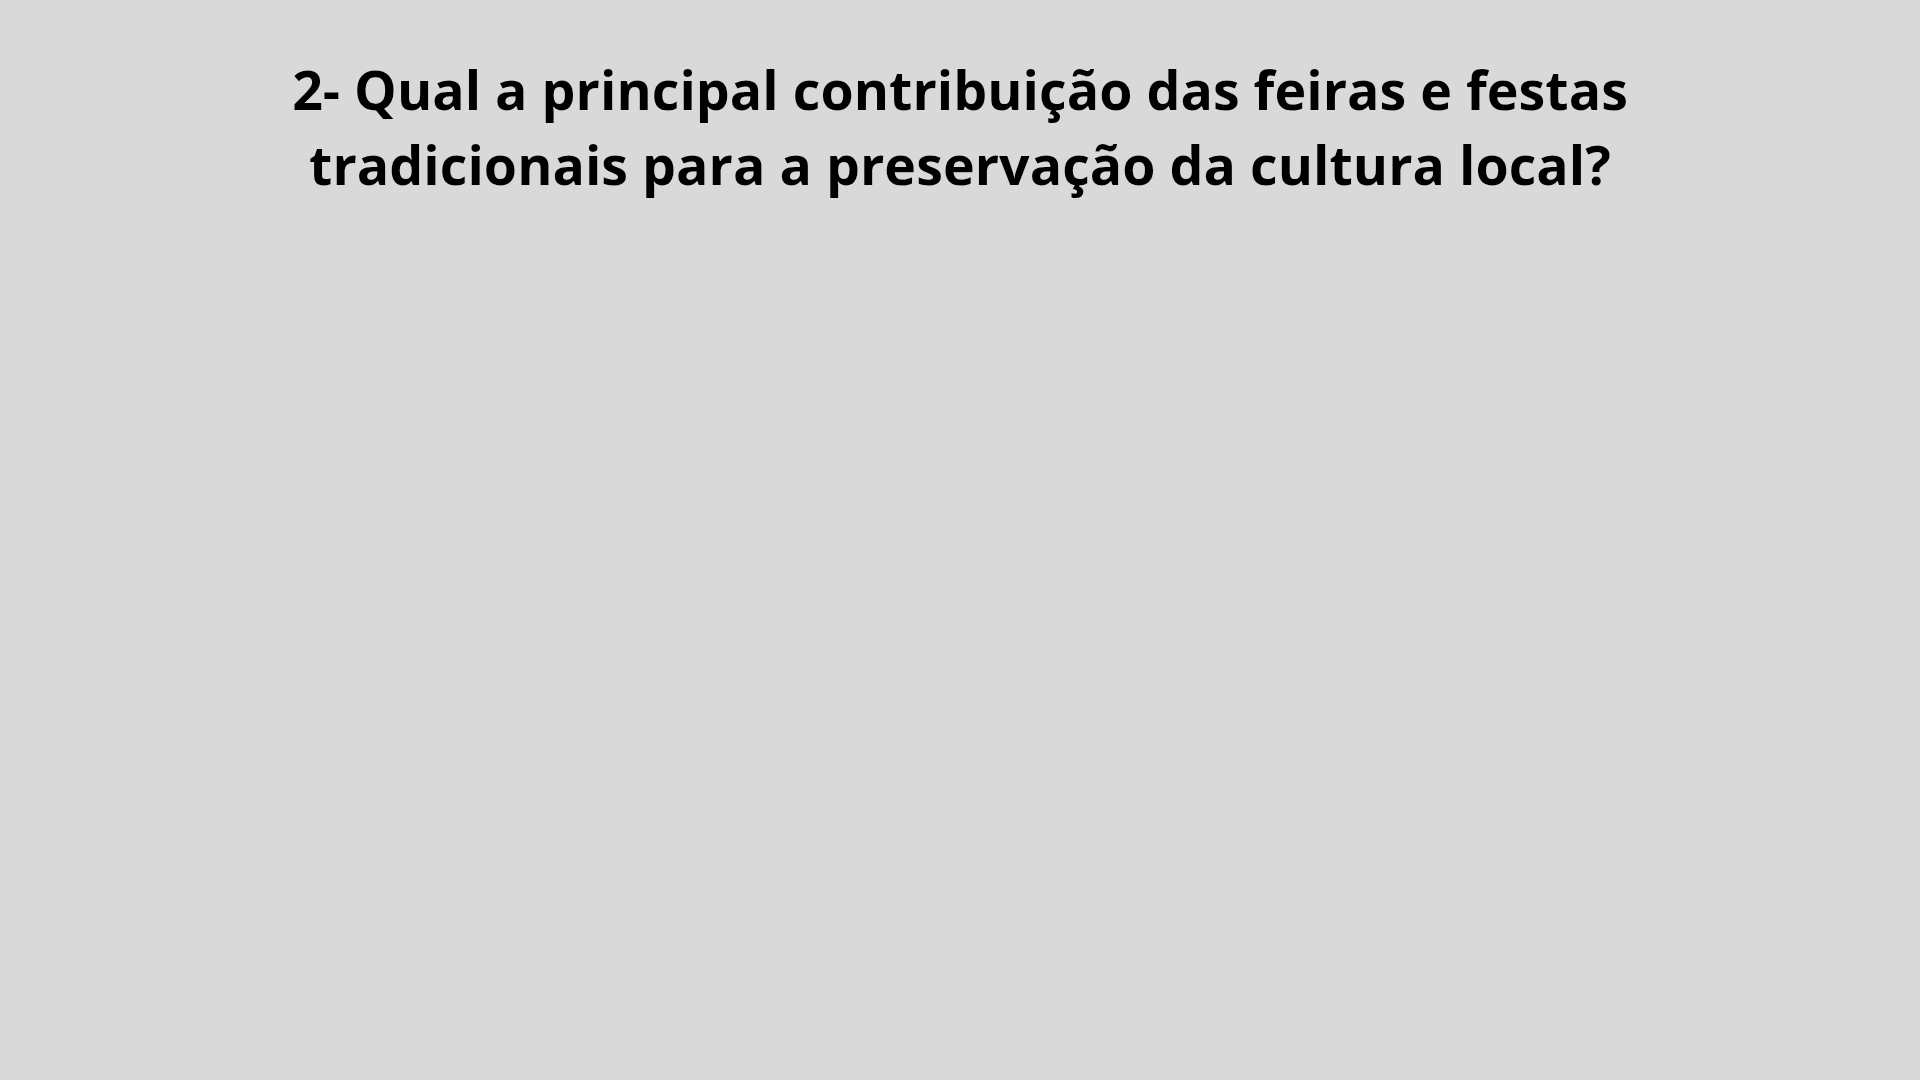 2- Qual a principal contribuição das feiras e festas
tradicionais para a preservação da cultura local?